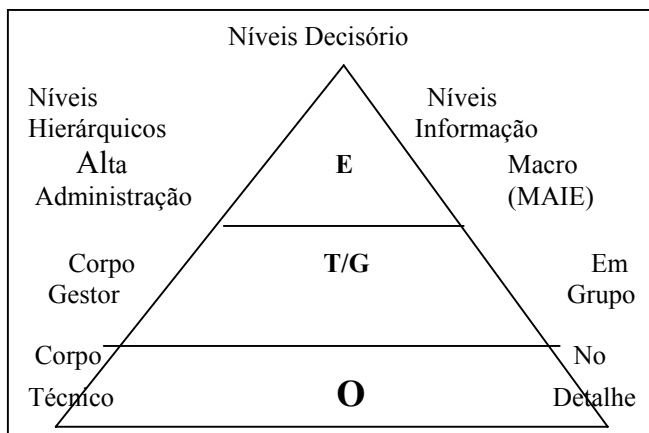 Níveis Decisório
Níveis
Hierárquicos
Alta
Administração
Níveis
Informação
E
Macro
(MAIE)
T/G
Corpo
Gestor
Em
Grupo
Corpo
Técnico
O
No
Detalhe